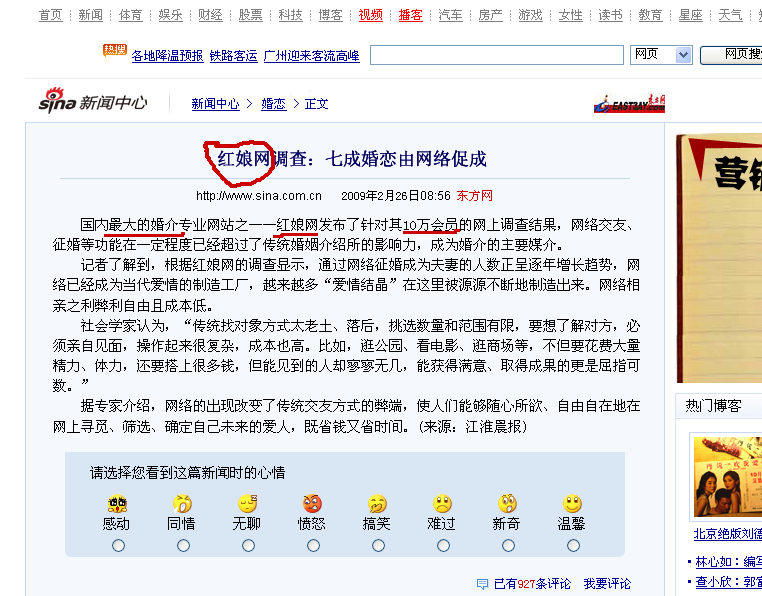 首页 新闻 体育 娱乐 财经 股票 科技 博客 视频 播客 汽车 房产 游戏 女性 读书 教育 星座 天气
热搜 各地降温预报 铁路客运 广州迎来客流高峰 网页 网页搜
sina 新闻中心 新闻中心 > 婚恋 > 正文 EASTDAY.com
红娘网调查：七成婚恋由网络促成
http://www.sina.com.cn 2009年2月26日08:56 东方网
国内最大的婚介专业网站之一——红娘网发布了针对其10万会员的网上调查结果，网络交友、
征婚等功能在一定程度已经超过了传统婚姻介绍所的影响力，成为婚介的主要媒介。
记者了解到，根据红娘网的调查显示，通过网络征婚成为夫妻的人数正呈逐年增长趋势，网
络已经成为当代爱情的制造工厂，越来越多“爱情结晶”在这里被源源不断地制造出来。网络相
亲之利弊利自由且成本低。
社会学家认为，“传统找对象方式太老土、落后，挑选数量和范围有限，要想了解对方，必
须亲自见面，操作起来很复杂，成本也高。比如，逛公园、看电影、逛商场等，不但要花费大量
精力、体力，还要搭上很多钱，但能见到的人却寥寥无几，能获得满意、取得成果的更是屈指可
数。”
据专家介绍，网络的出现改变了传统交友方式的弊端，使人们能够随心所欲、自由自在地在
网上寻觅、筛选、确定自己未来的爱人，既省钱又省时间。(来源：江淮晨报)
请选择您看到这篇新闻时的心情
感动 同情 无聊 愤怒 搞笑 难过 新奇 温馨
已有927条评论 我要评论
营销
热门博客
北京绝版刘德
林心如：编写
查小欣：郭富